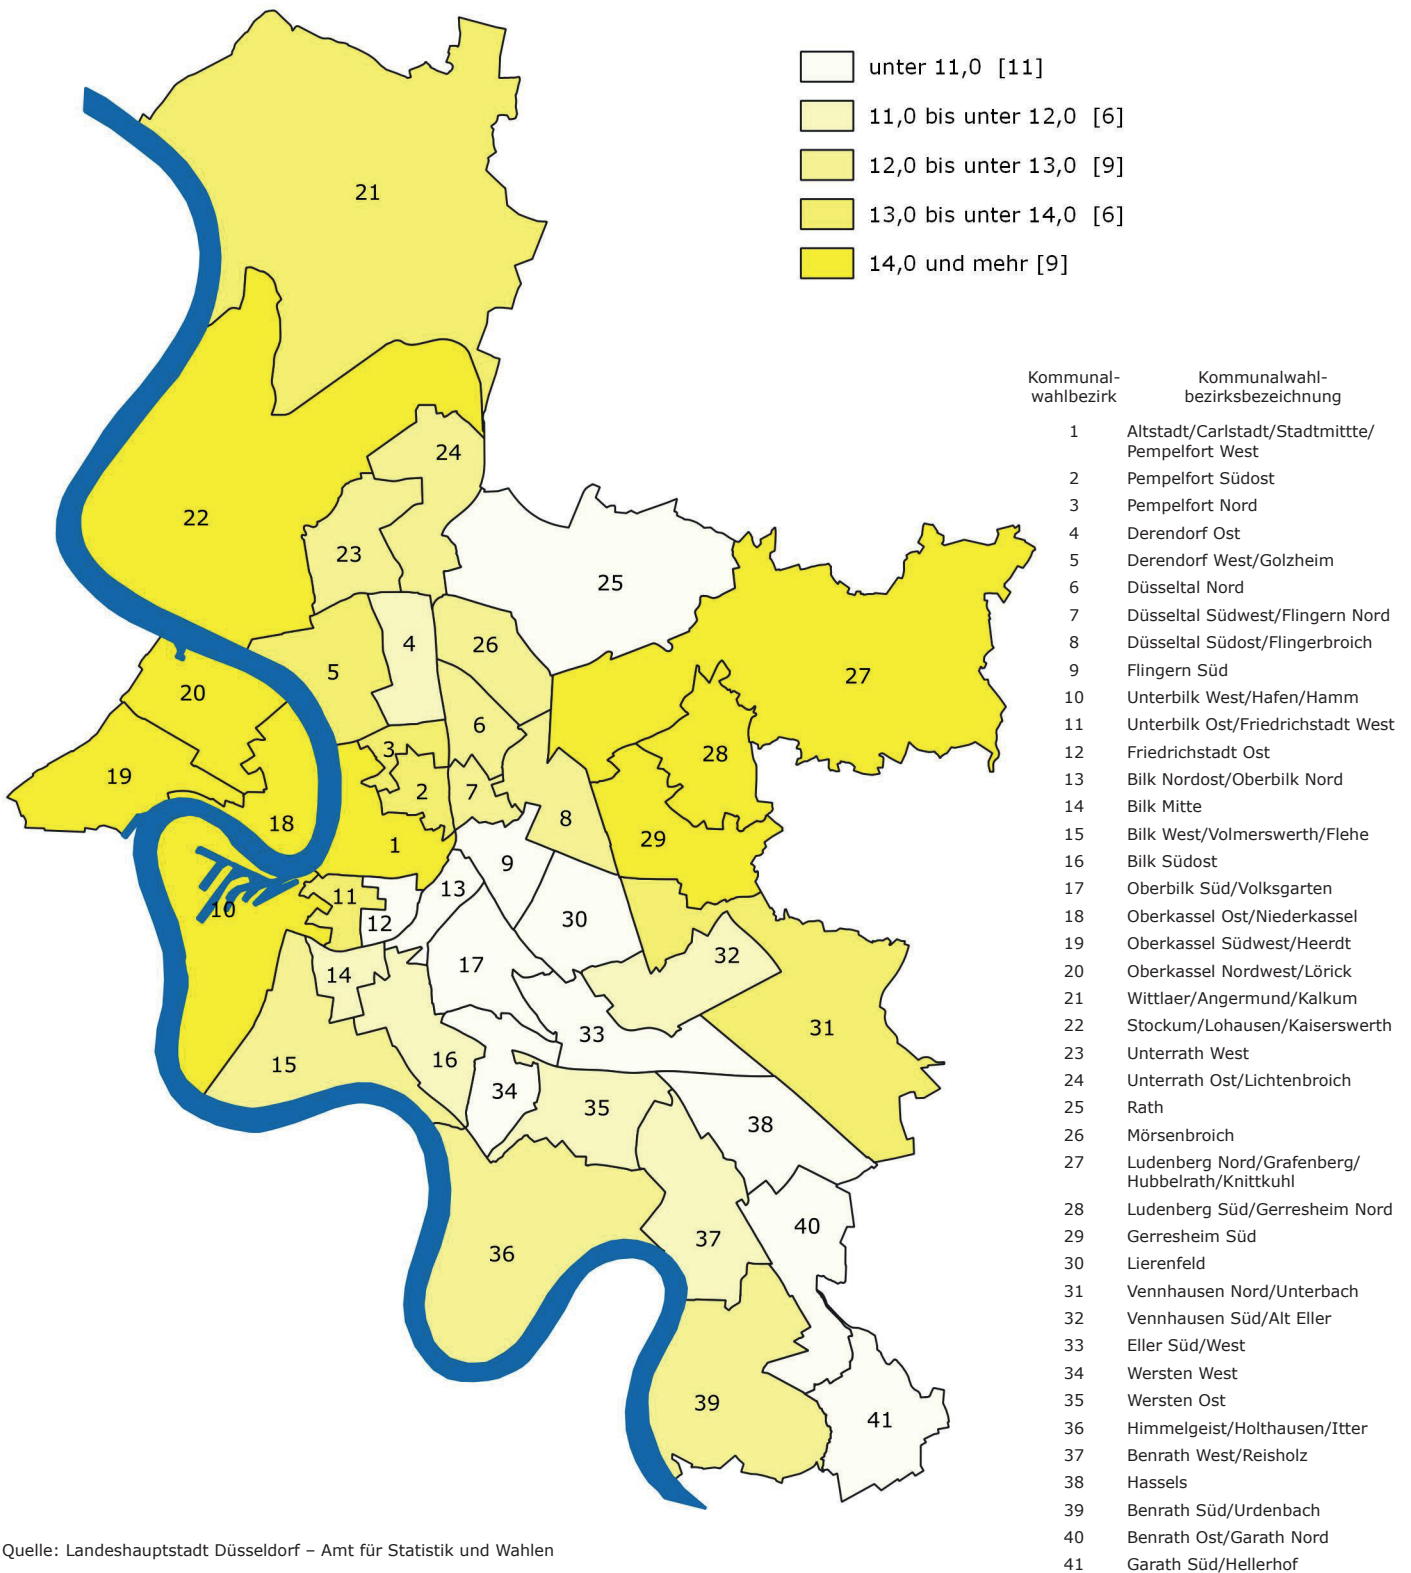 unter 11,0 [11]
11,0 bis unter 12,0 [6]
12,0 bis unter 13,0 [9]
13,0 bis unter 14,0 [6]
14,0 und mehr [9]
21
24
22
23
25
26
4
5
20
27
6
3
28
19
2
7
8
18
1
29
9
13
11
10
12
30
32
17
14
31
33
16
15
34
35
38
40
37
36
39
41
Kommunal-
wahlbezirk
Kommunalwahl-
bezirksbezeichnung
1 Altstadt/Carlstadt/Stadtmittte/
Pempelfort West
2 Pempelfort Südost
3 Pempelfort Nord
4 Derendorf Ost
5 Derendorf West/Golzheim
6 Düsseltal Nord
7 Düsseltal Südwest/Flingern Nord
8 Düsseltal Südost/Flingerbroich
9 Flingern Süd
10 Unterbilk West/Hafen/Hamm
11 Unterbilk Ost/Friedrichstadt West
12 Friedrichstadt Ost
13 Bilk Nordost/Oberbilk Nord
14 Bilk Mitte
15 Bilk West/Volmerswerth/Flehe
16 Bilk Südost
17 Oberbilk Süd/Volksgarten
18 Oberkassel Ost/Niederkassel
19 Oberkassel Südwest/Heerdt
20 Oberkassel Nordwest/Lörick
21 Wittlaer/Angermund/Kalkum
22 Stockum/Lohausen/Kaiserswerth
23 Unterrath West
24 Unterrath Ost/Lichtenbroich
25 Rath
26 Mörsenbroich
27 Ludenberg Nord/Grafenberg/
Hubbelrath/Knittkuhl
28 Ludenberg Süd/Gerresheim Nord
29 Gerresheim Süd
30 Lierenfeld
31 Vennhausen Nord/Unterbach
32 Vennhausen Süd/Alt Eller
33 Eller Süd/West
34 Wersten West
35 Wersten Ost
36 Himmelgeist/Holthausen/Itter
37 Benrath West/Reisholz
38 Hassels
39 Benrath Süd/Urdenbach
40 Benrath Ost/Garath Nord
41 Garath Süd/Hellerhof
Quelle: Landeshauptstadt Düsseldorf – Amt für Statistik und Wahlen